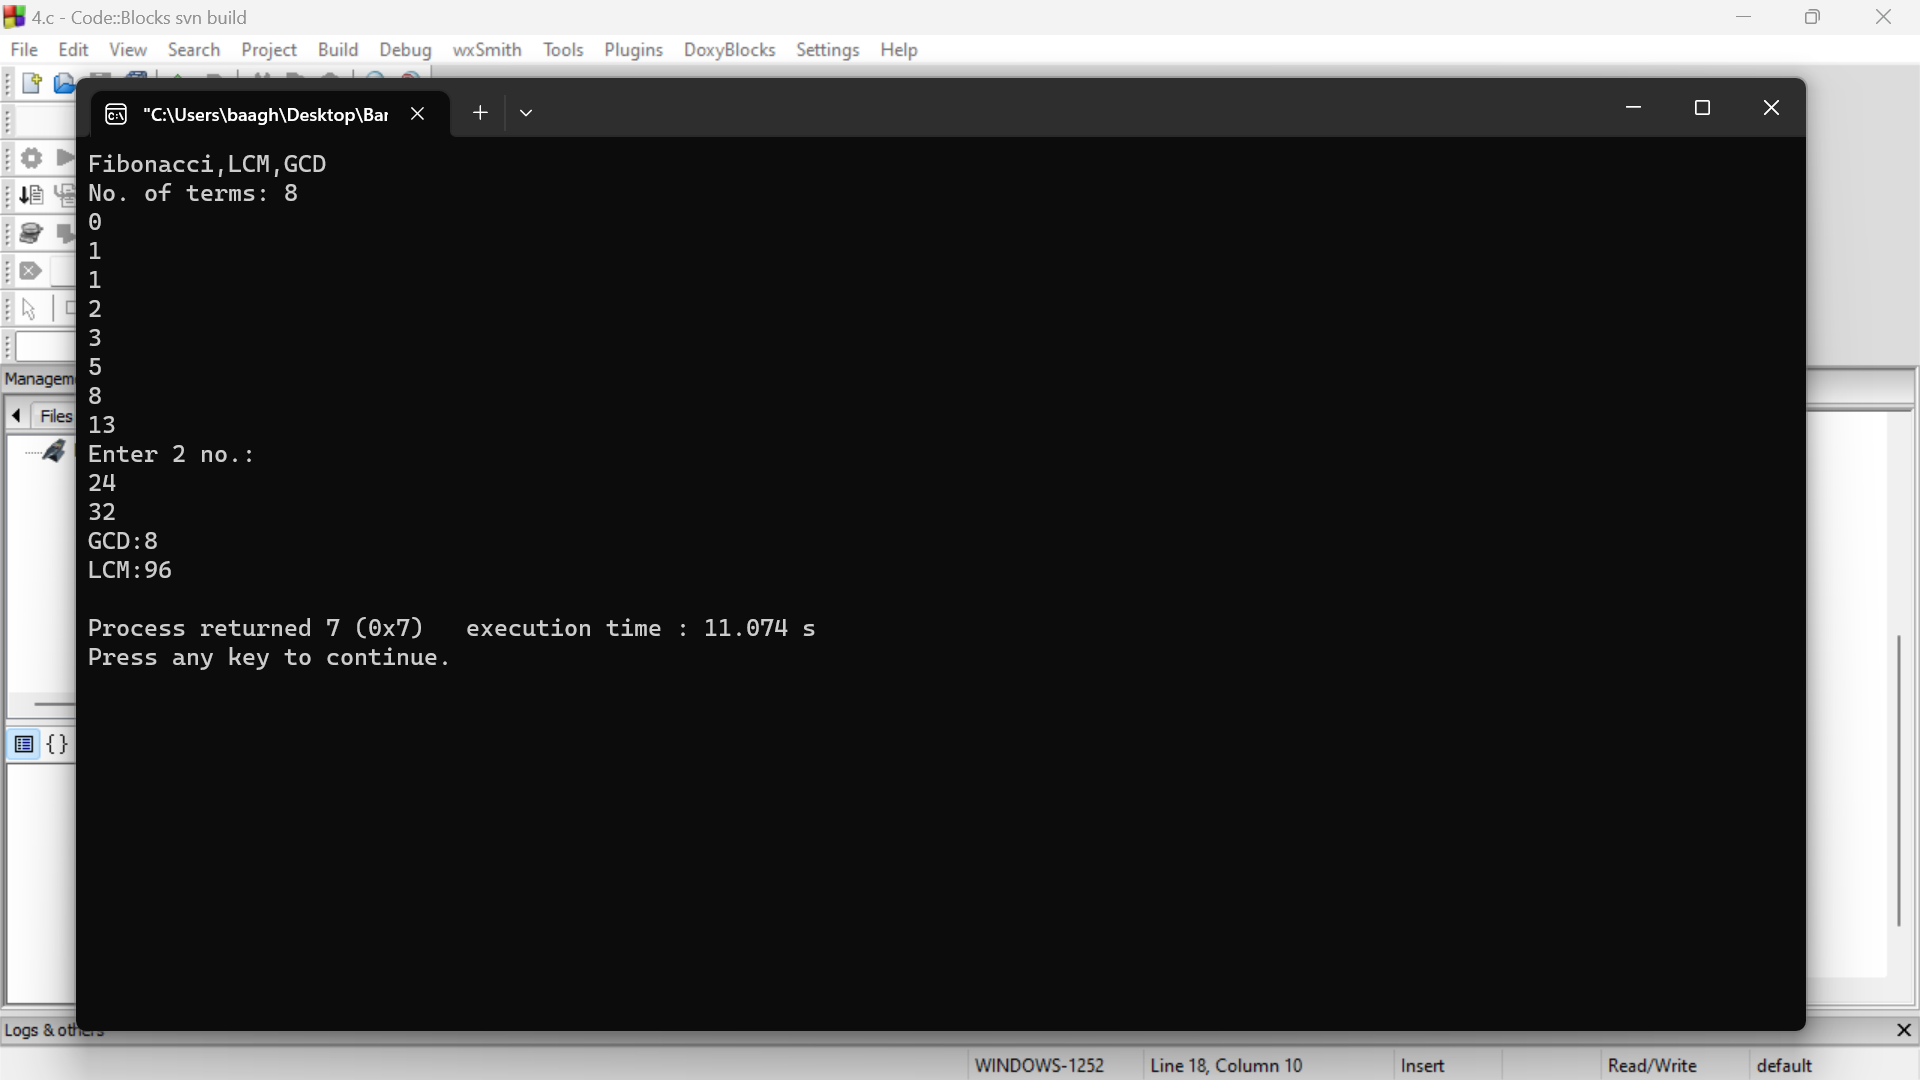 4.c - Code::Blocks svn build
File Edit View Search Project Build Debug wxSmith Tools Plugins DoxyBlocks Settings Help
"C:\Users\baagh\Desktop\Bar
Fibonacci,LCM,GCD
No. of terms: 8
0
1
1
2
3
5
8
13
Enter 2 no.:
24
32
GCD:8
LCM:96
Process returned 7 (0x7)   execution time : 11.074 s
Press any key to continue.
Managem
Files
{}
Logs & others
WINDOWS-1252 Line 18, Column 10 Insert Read/Write default